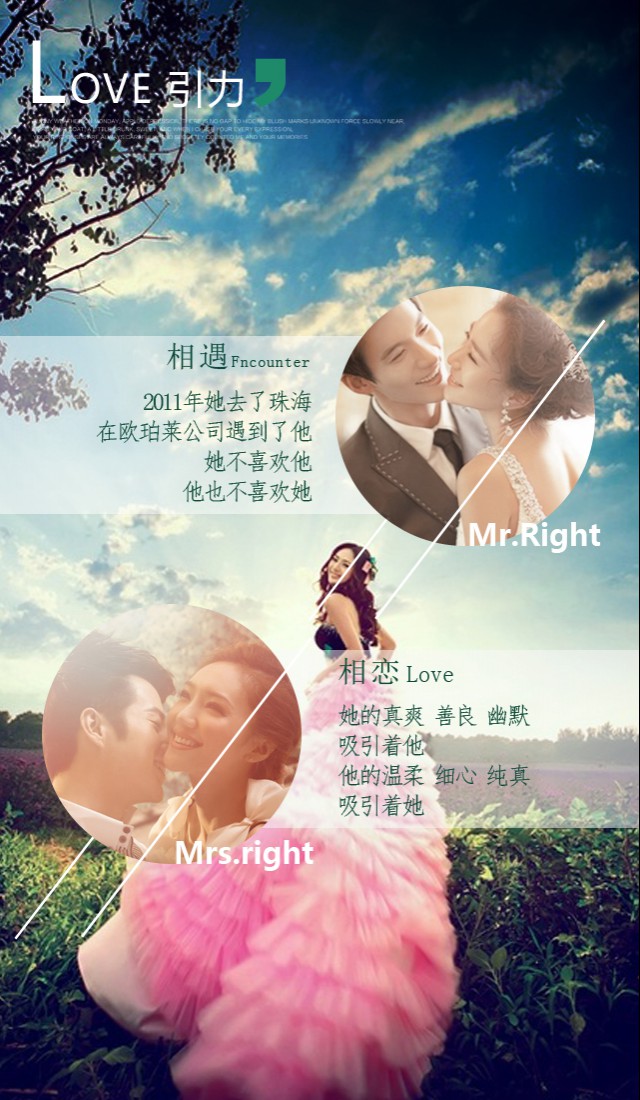 LOVE 引力
相遇Fncounter
2011年她去了珠海
在欧珀莱公司遇到了他
她不喜欢他
他也不喜欢她
Mr.Right
相恋 Love
她的真爽 善良 幽默
吸引着他
他的温柔 细心 纯真
吸引着她
Mrs.right